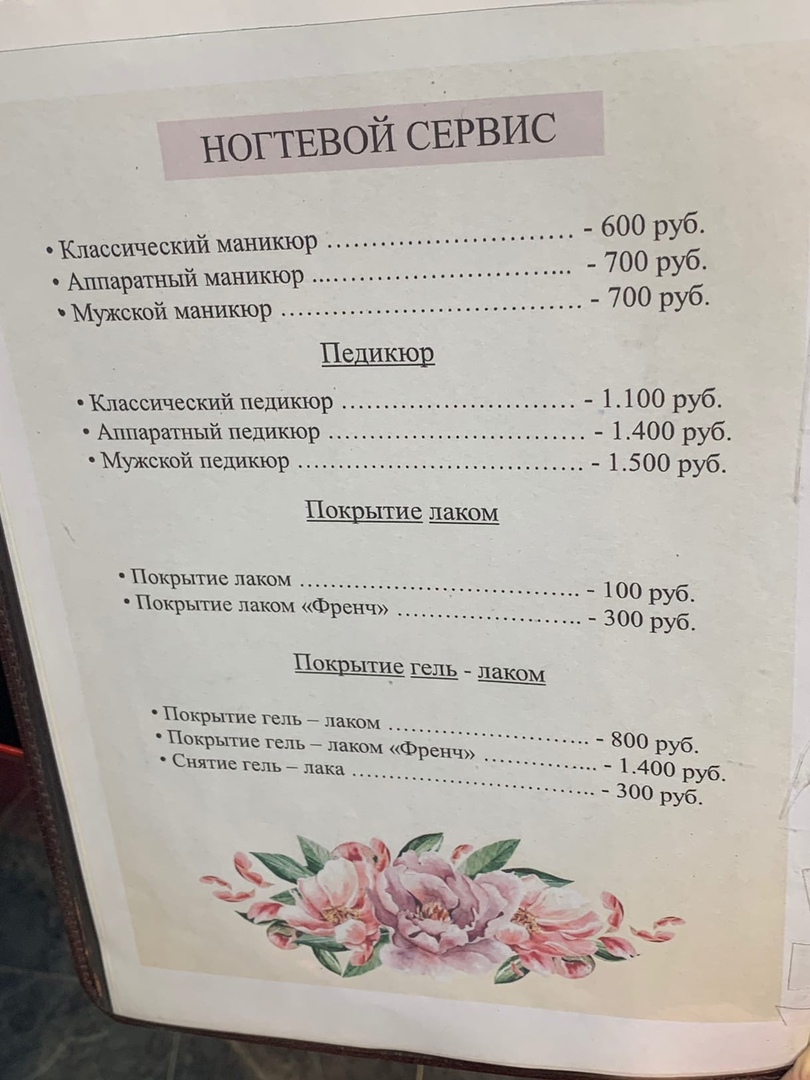 НОГТЕВОЙ СЕРВИС
• Классический маникюр ………………………. - 600 руб.
• Аппаратный маникюр ...……………………... - 700 руб.
• Мужской маникюр ……………………………. - 700 руб.
Педикюр
• Классический педикюр ……………………… - 1.100 руб.
• Аппаратный педикюр ………………………… - 1.400 руб.
• Мужской педикюр …………………………… - 1.500 руб.
Покрытие лаком
• Покрытие лаком …………………………….. - 100 руб.
• Покрытие лаком «Френч» ………………….. - 300 руб.
Покрытие гель - лаком
• Покрытие гель – лаком …………………….. - 800 руб.
• Покрытие гель – лаком «Френч» …………... - 1.400 руб.
• Снятие гель – лака …………………………... - 300 руб.